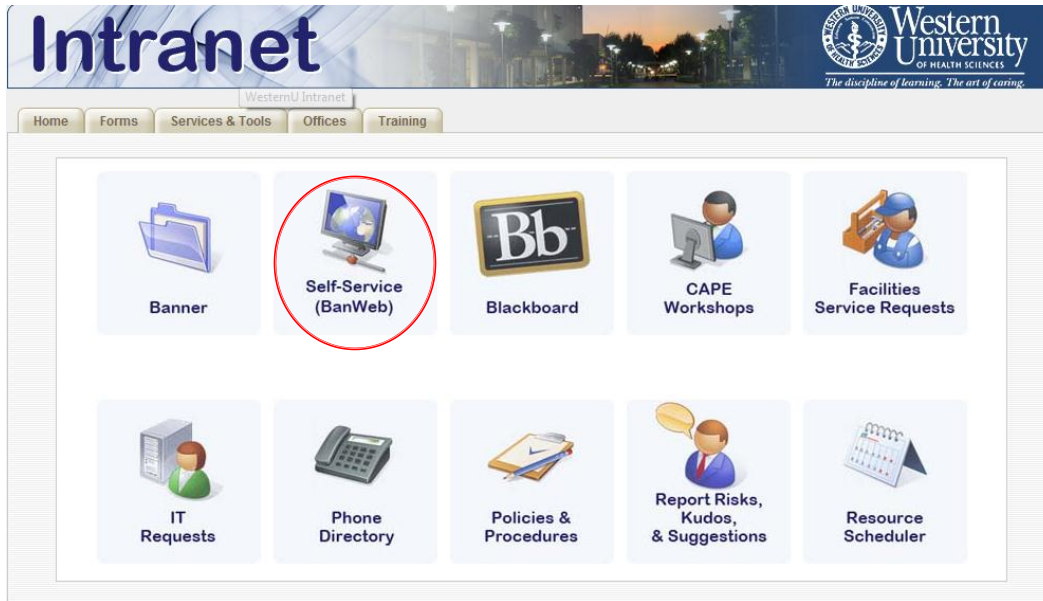 Intranet
Western
University
OF HEALTH SCIENCES
The discipline of learning. The art of caring.
WesternU Intranet
Home Forms Services & Tools Offices Training
Bb
Banner
Self-Service
(BanWeb)
Blackboard
CAPE
Workshops
Facilities
Service Requests
IT
Requests
Phone
Directory
Policies &
Procedures
Report Risks,
Kudos,
& Suggestions
Resource
Scheduler